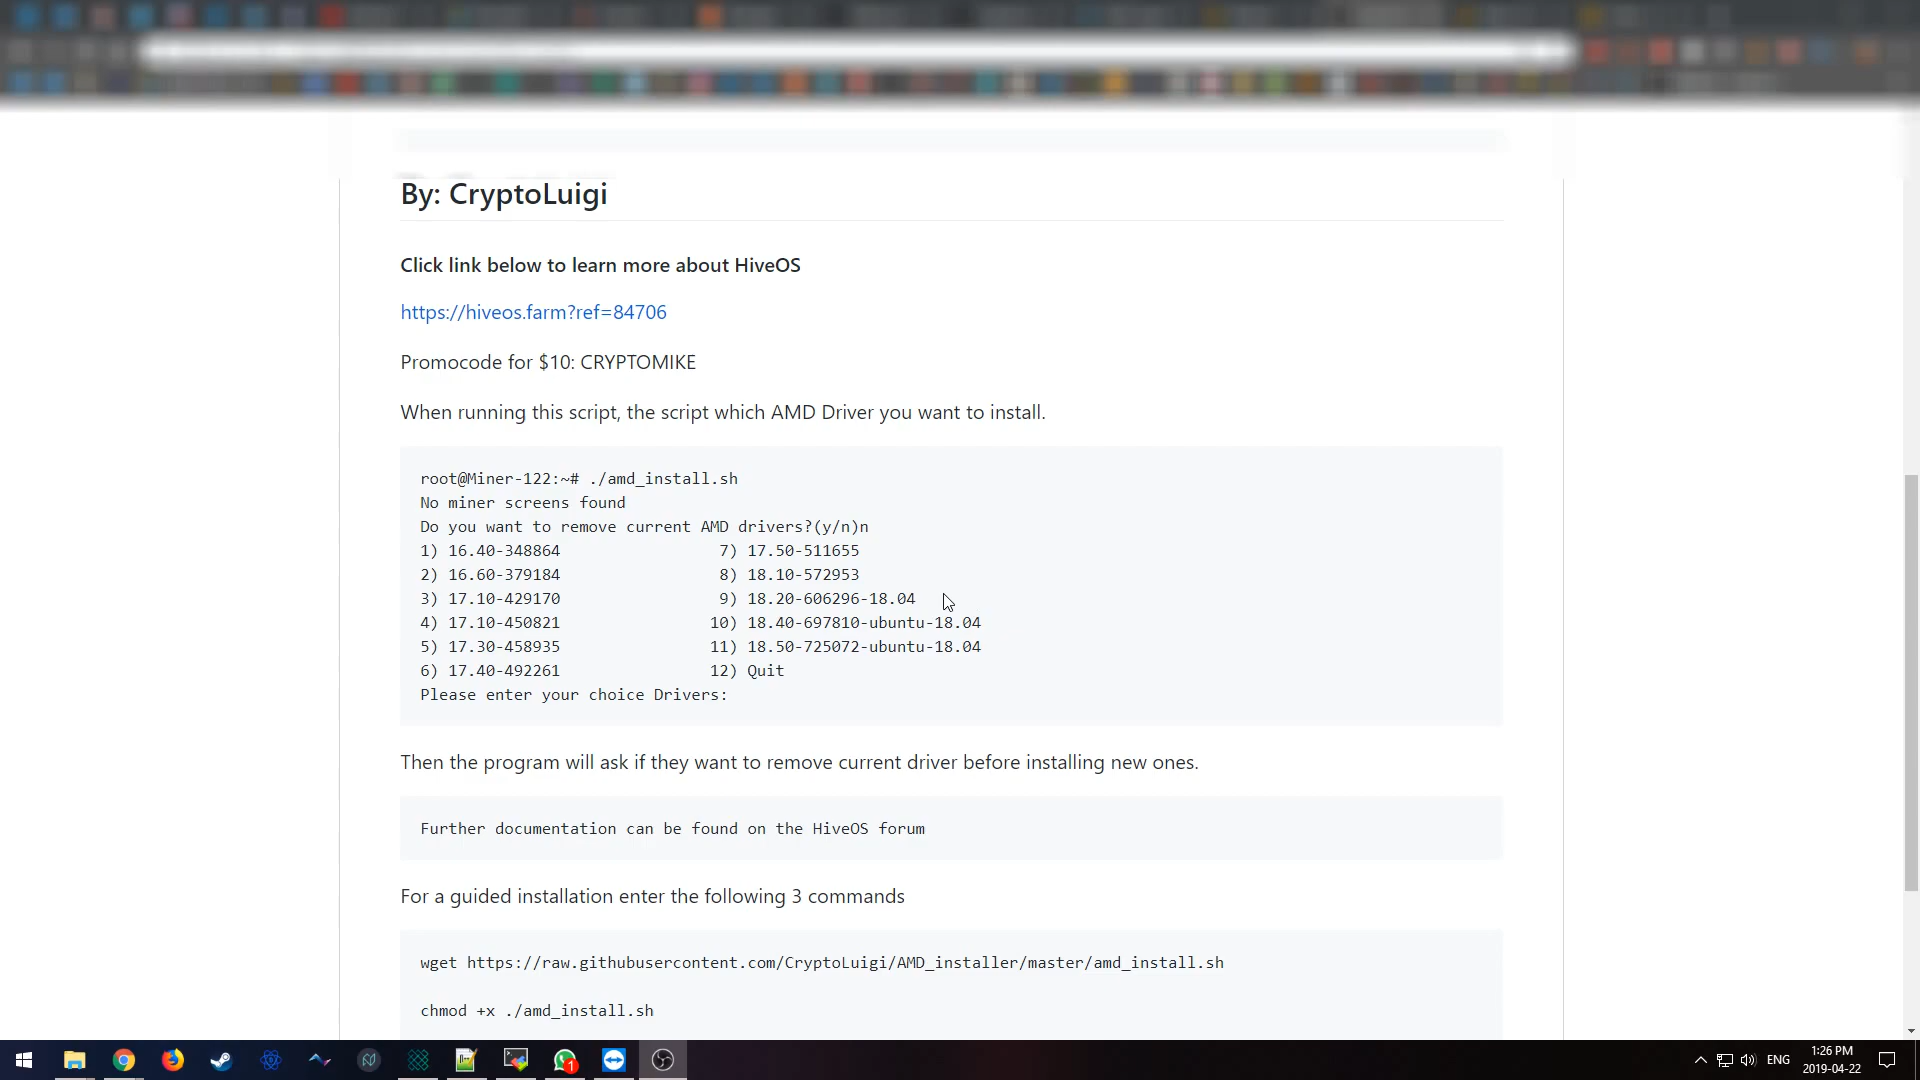 By: CryptoLuigi
Click link below to learn more about HiveOS
https://hiveos.farm?ref=84706
Promocode for $10: CRYPTOMIKE
When running this script, the script which AMD Driver you want to install.
root@Miner-122:~# ./amd_install.sh
No miner screens found
Do you want to remove current AMD drivers?(y/n)n
1) 16.40-348864 7) 17.50-511655
2) 16.60-379184 8) 18.10-572953
3) 17.10-429170 9) 18.20-606296-18.04
4) 17.10-450821 10) 18.40-697810-ubuntu-18.04
5) 17.30-458935 11) 18.50-725072-ubuntu-18.04
6) 17.40-492261 12) Quit
Please enter your choice Drivers:
Then the program will ask if they want to remove current driver before installing new ones.
Further documentation can be found on the HiveOS forum
For a guided installation enter the following 3 commands
wget https://raw.githubusercontent.com/CryptoLuigi/AMD_installer/master/amd_install.sh
chmod +x ./amd_install.sh
1
ENG
1:26 PM
2019-04-22